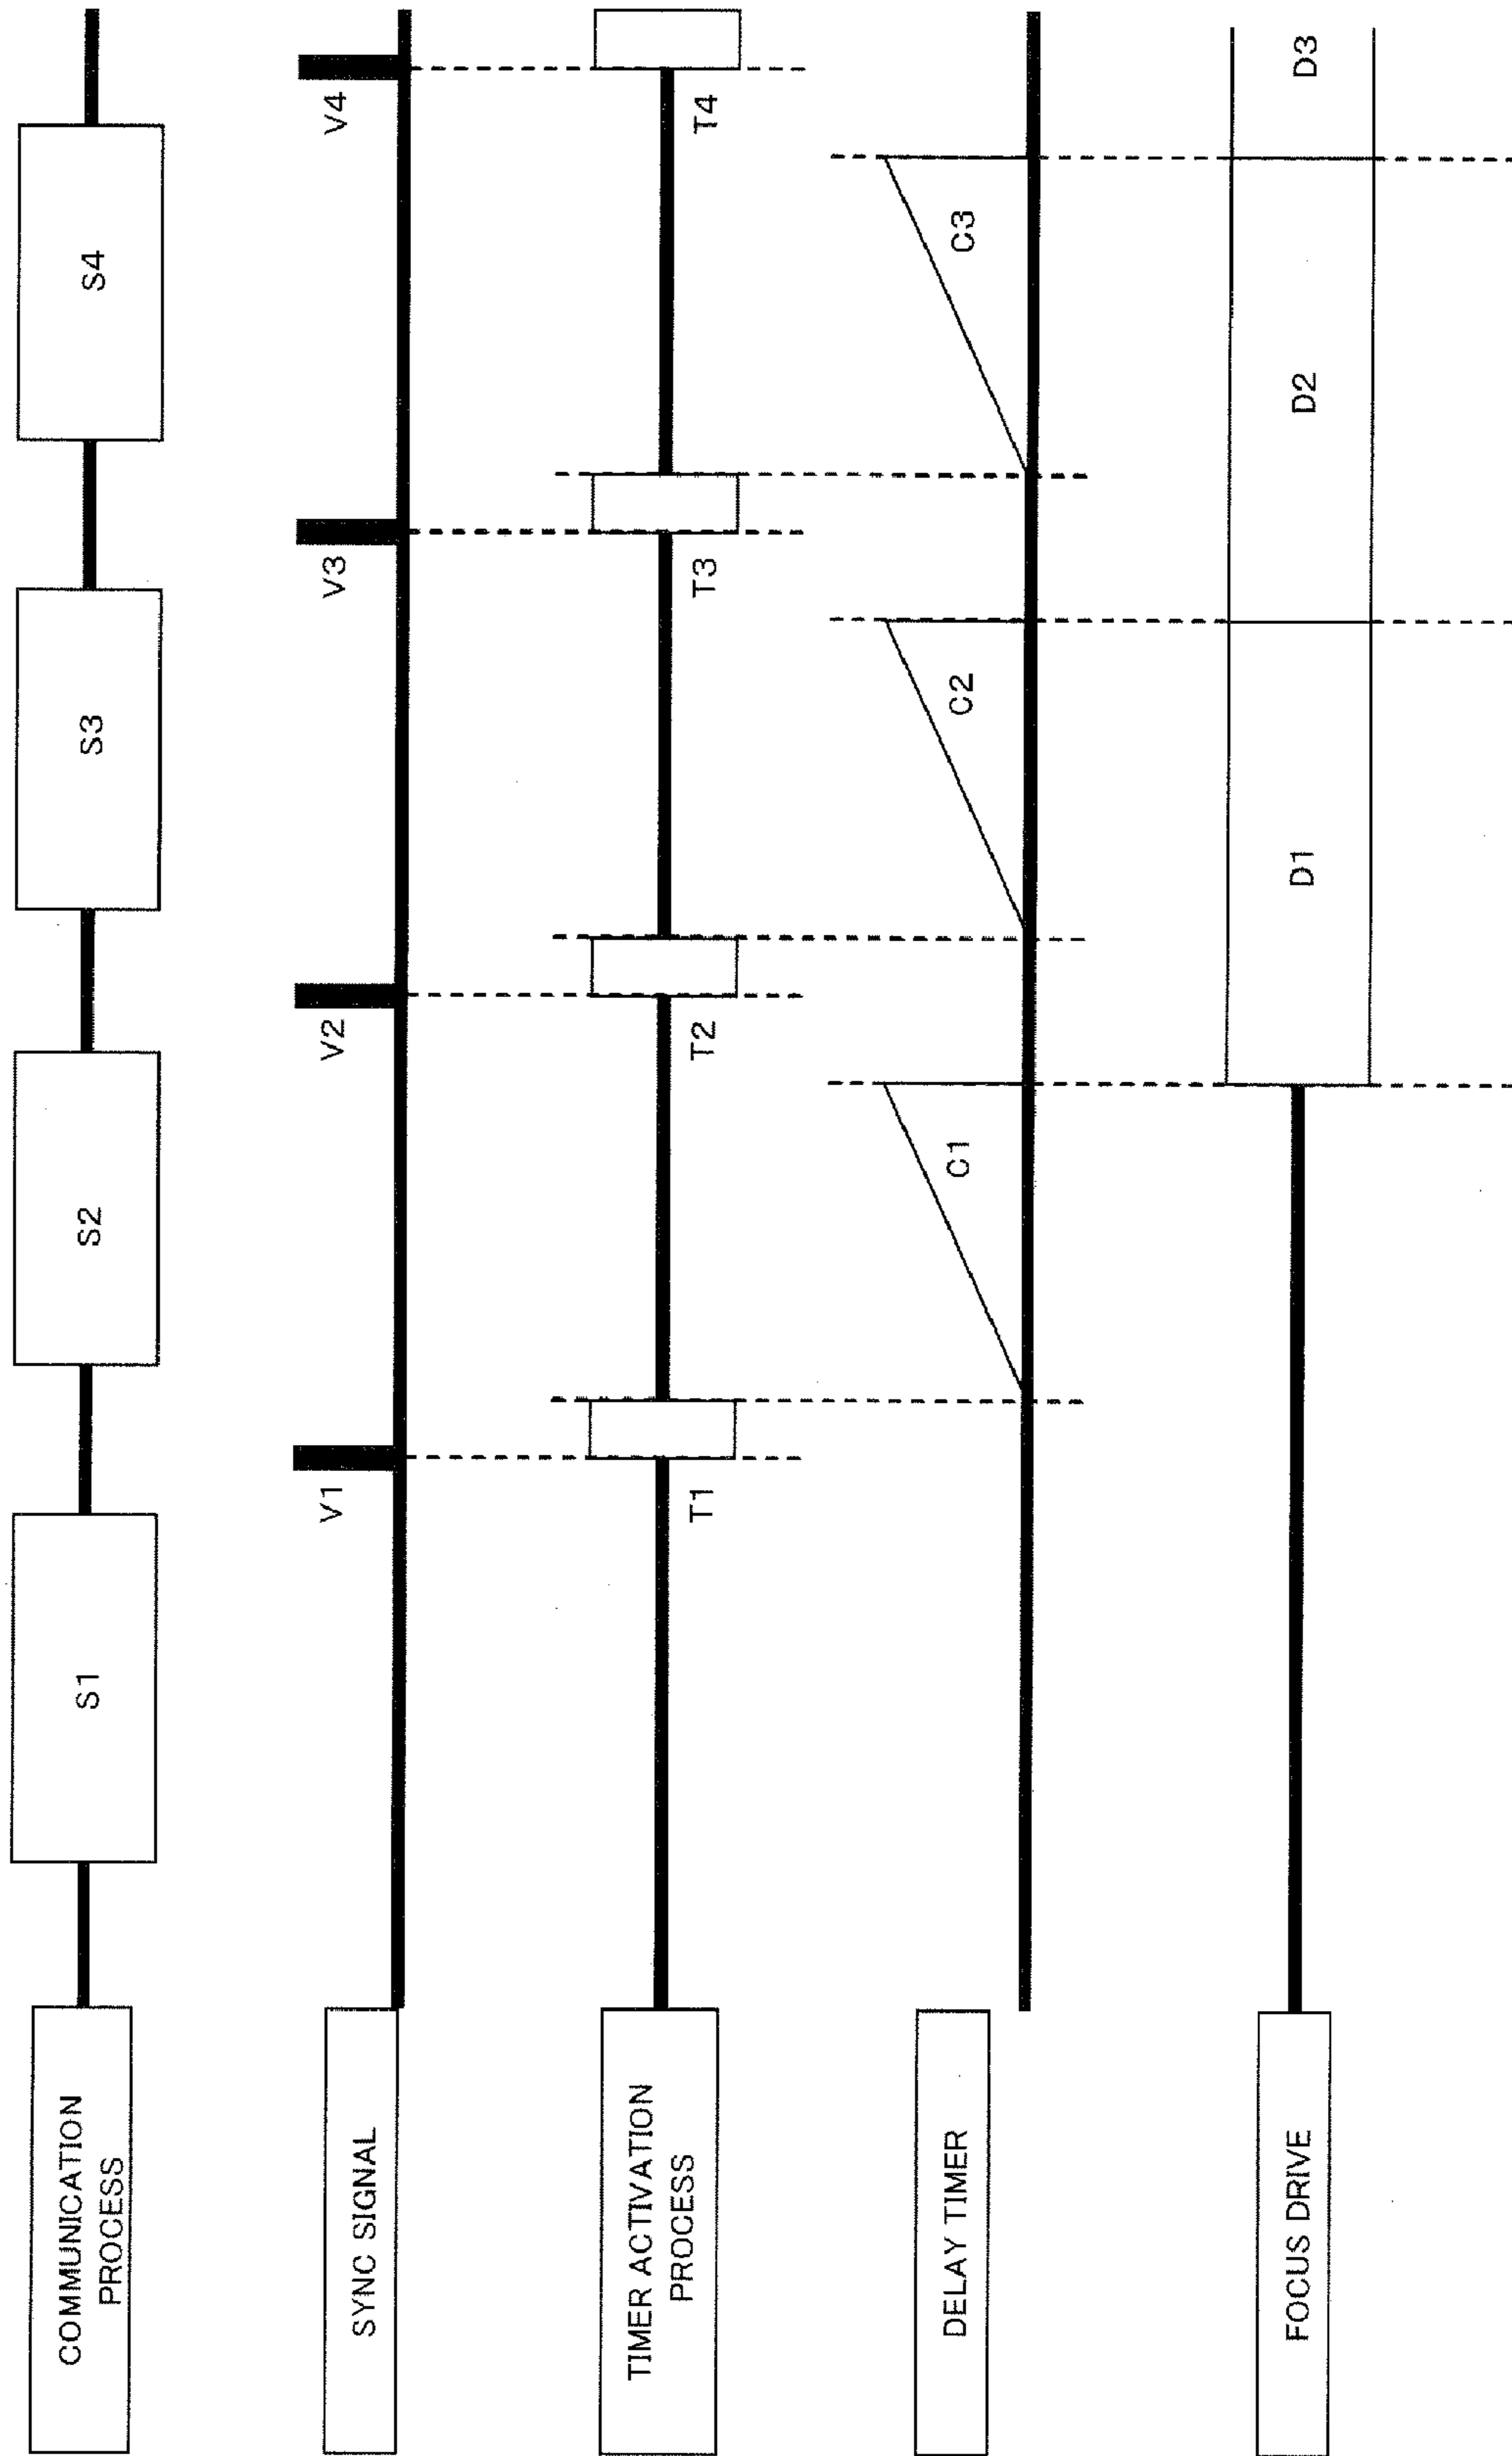 COMMUNICATION
PROCESS
S1
S2
S3
S4
SYNC SIGNAL
V1
V2
V3
V4
TIMER ACTIVATION
PROCESS
T1
T2
T3
T4
DELAY TIMER
C1
C2
C3
FOCUS DRIVE
D1
D2
D3